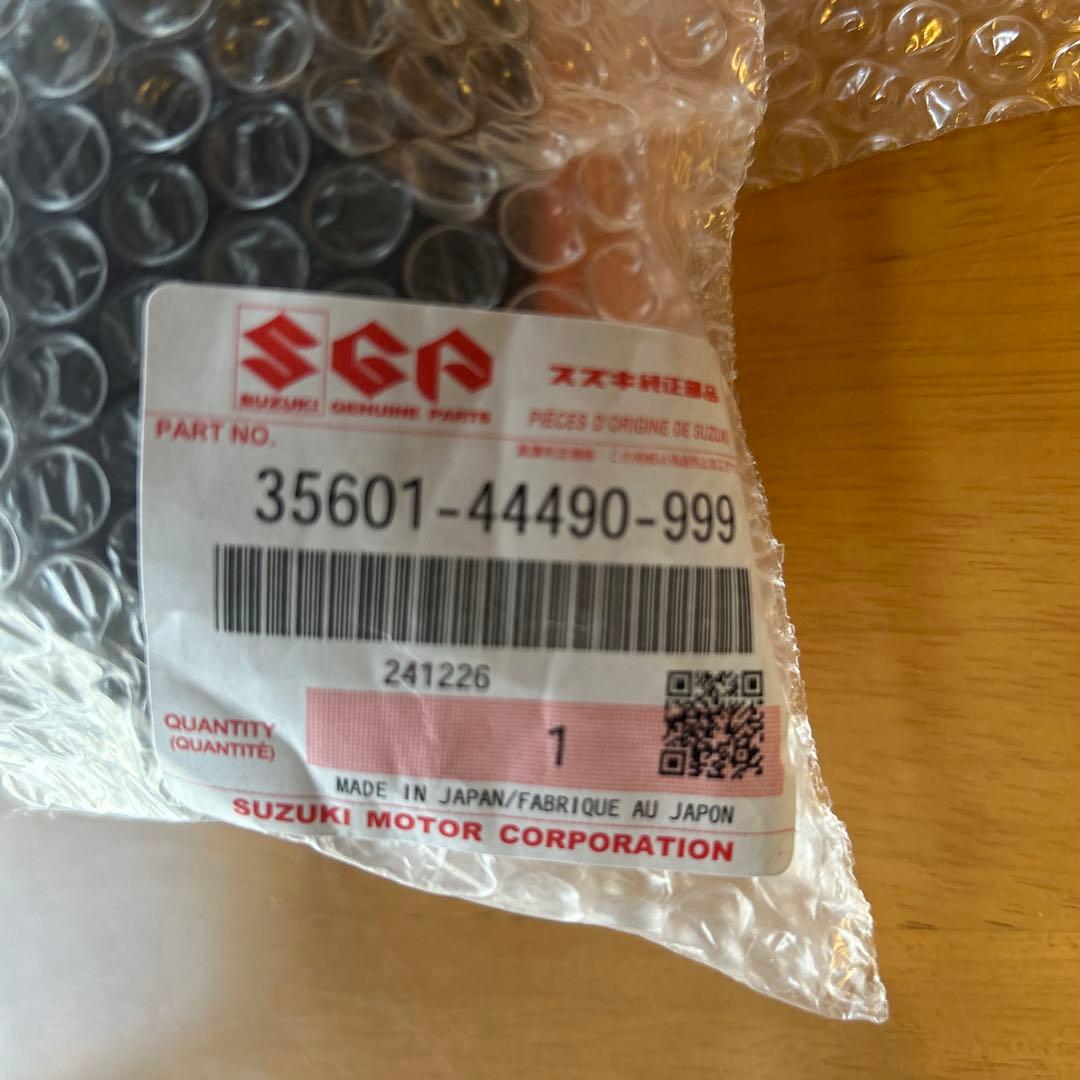 SGP
SUZUKI GENUINE PARTS
スズキ純正部品
PIÈCES D'ORIGINE DE SUZUKI
PART NO.
35601-44490-999
241226
QUANTITY
(QUANTITÉ)
1
MADE IN JAPAN/FABRIQUE AU JAPON
SUZUKI MOTOR CORPORATION